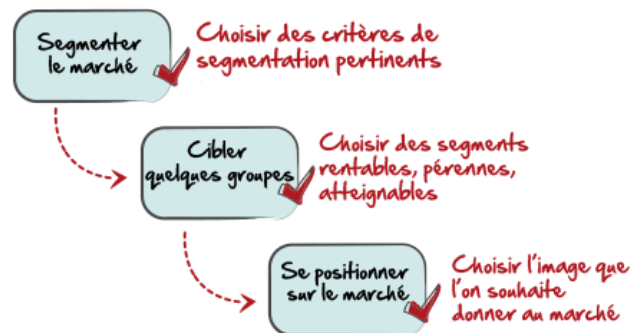 Segmenter
le marché
Choisir des critères de
segmentation pertinents
Cibler
quelques groupes
Choisir des segments
rentables, pérennes,
atteignables
Se positionner
sur le marché
Choisir l'image que
l'on souhaite
donner au marché